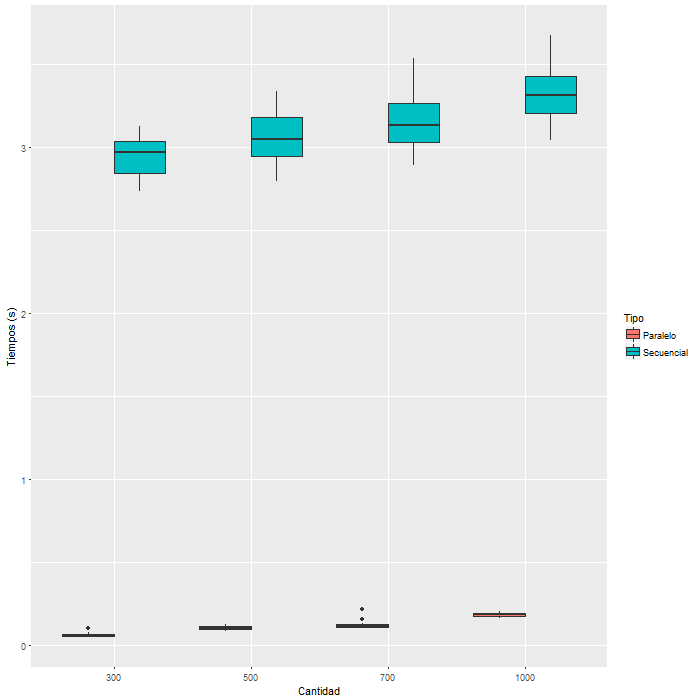 3
2
1
0
Tiempos (s)
300
500
700
1000
Cantidad
Tipo
Paralelo
Secuencial